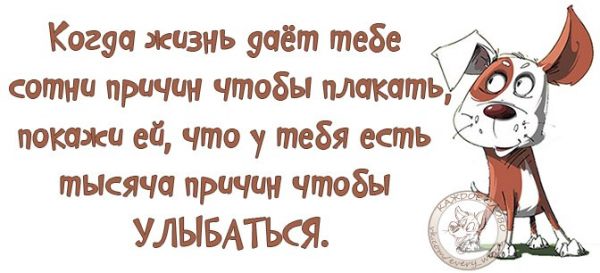 Когда жизнь даёт тебе
сотни причин чтобы плакать,
покажи ей, что у тебя есть
тысяча причин чтобы
УЛЫБАТЬСЯ.